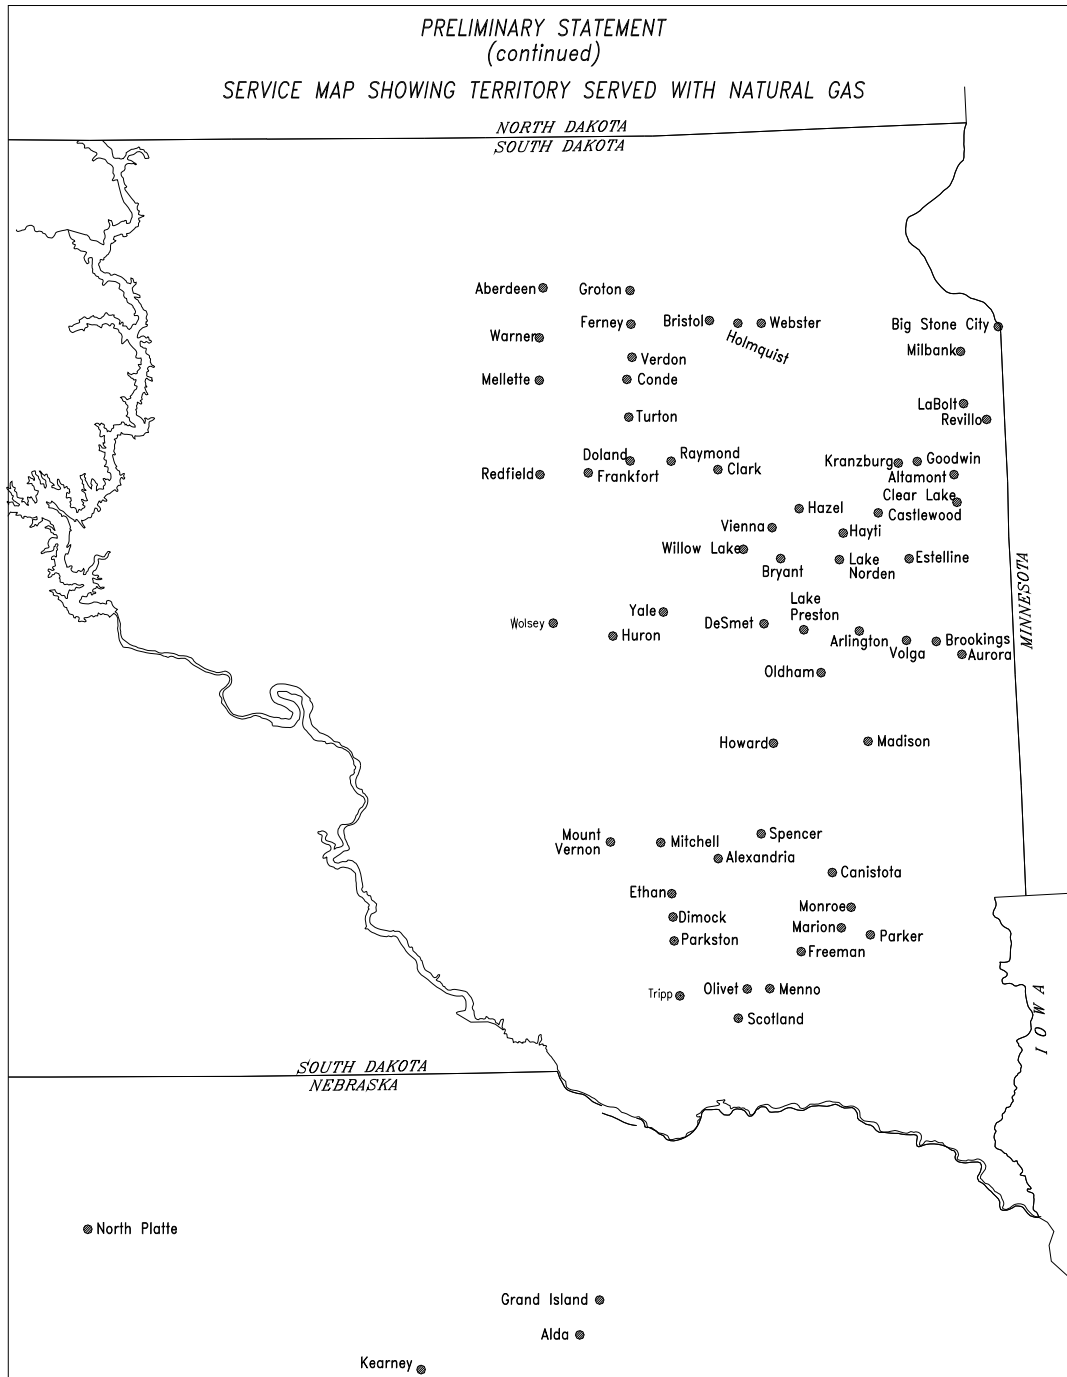 PRELIMINARY STATEMENT
(continued)
SERVICE MAP SHOWING TERRITORY SERVED WITH NATURAL GAS
NORTH DAKOTA
SOUTH DAKOTA
Aberdeen
Groton
Ferney
Bristol
Webster
Holmquist
Big Stone City
Warner
Milbank
Verdon
Mellette
Conde
LaBolt
Turton
Revillo
Doland
Raymond
Kranzburg
Goodwin
Redfield
Frankfort
Clark
Altamont
Clear Lake
Hazel
Castlewood
Vienna
Hayti
Willow Lake
Bryant
Lake
Norden
Estelline
MINNESOTA
Lake
Preston
Yale
Wolsey
Huron
DeSmet
Arlington
Volga
Brookings
Aurora
Oldham
Howard
Madison
Mount
Vernon
Mitchell
Spencer
Alexandria
Canistota
Ethan
Monroe
Dimock
Marion
Parker
Parkston
Freeman
Tripp
Olivet
Menno
Scotland
IOWA
SOUTH DAKOTA
NEBRASKA
North Platte
Grand Island
Alda
Kearney